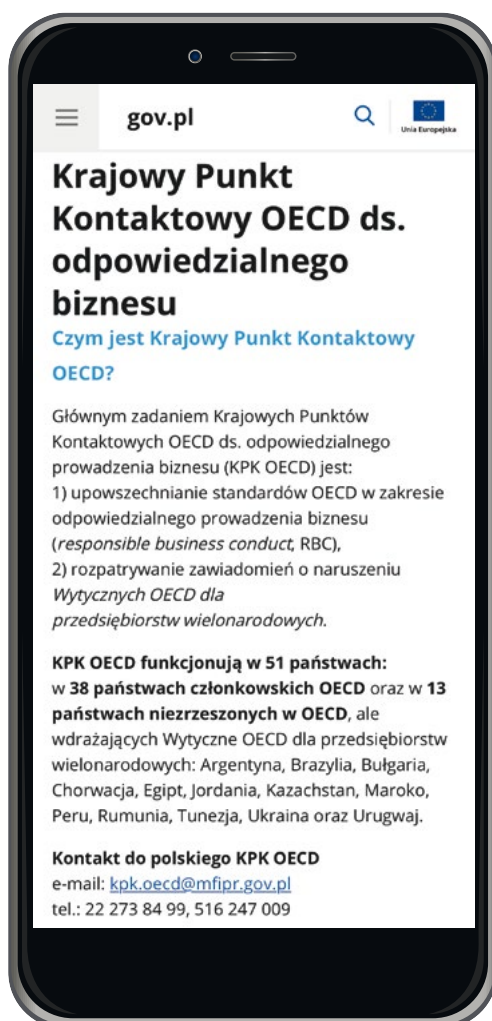 gov.pl
Unia Europejska
Krajowy Punkt
Kontaktowy OECD ds.
odpowiedzialnego
biznesu
Czym jest Krajowy Punkt Kontaktowy
OECD?
Głównym zadaniem Krajowych Punktów
Kontaktowych OECD ds. odpowiedzialnego
prowadzenia biznesu (KPK OECD) jest:
1) upowszechnianie standardów OECD w zakresie
odpowiedzialnego prowadzenia biznesu
(responsible business conduct, RBC),
2) rozpatrywanie zawiadomień o naruszeniu
Wytycznych OECD dla
przedsiębiorstw wielonarodowych.
KPK OECD funkcjonują w 51 państwach:
w 38 państwach członkowskich OECD oraz w 13
państwach niezrzeszonych w OECD, ale
wdrażających Wytyczne OECD dla przedsiębiorstw
wielonarodowych: Argentyna, Brazylia, Bułgaria,
Chorwacja, Egipt, Jordania, Kazachstan, Maroko,
Peru, Rumunia, Tunezja, Ukraina oraz Urugwaj.
Kontakt do polskiego KPK OECD
e-mail: kpk.oecd@mfipr.gov.pl
tel.: 22 273 84 99, 516 247 009